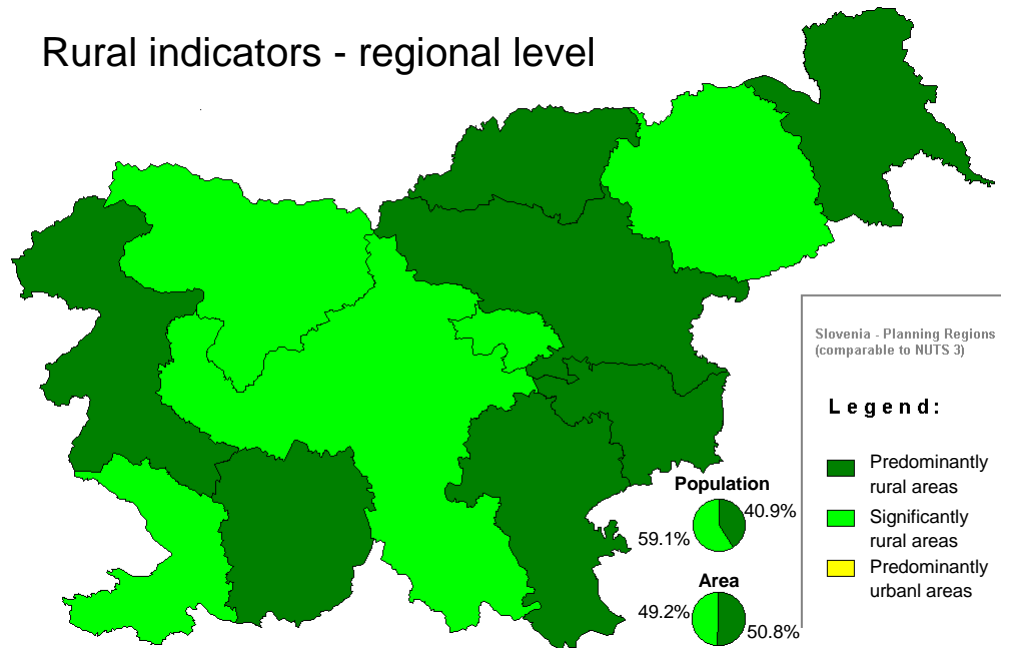 Rural indicators - regional level
Slovenia - Planning Regions
(comparable to NUTS 3)
L e g e n d :
Predominantly
rural areas
Significantly
rural areas
Predominantly
urbanl areas
Population
40.9%
59.1%
Area
49.2%
50.8%